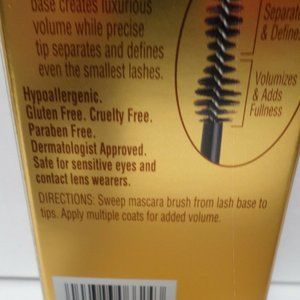 base creates luxurious
volume while precise
tip separates and defines
even the smallest lashes.
Hypoallergenic.
Gluten Free. Cruelty Free.
Paraben Free.
Dermatologist Approved.
Safe for sensitive eyes and
contact lens wearers.
DIRECTIONS: Sweep mascara brush from lash base to
tips. Apply multiple coats for added volume.
Separat
& Define
Volumizes
& Adds
Fullness